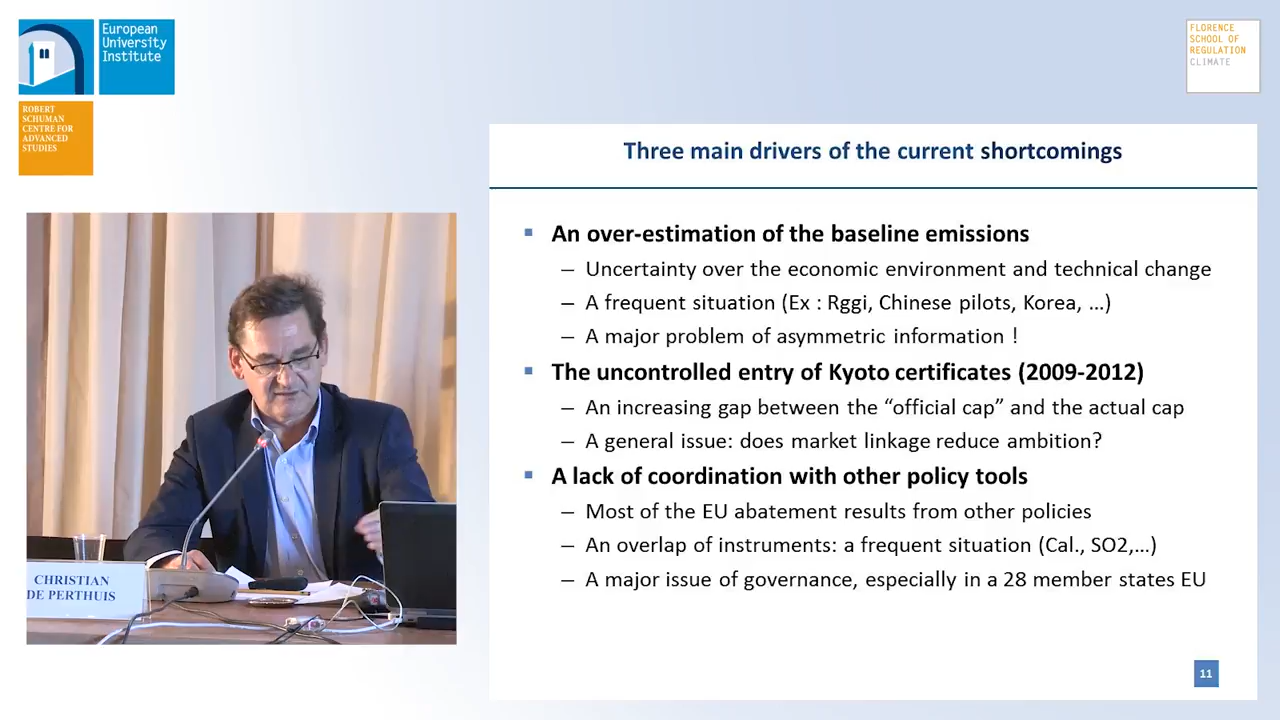 European
University
Institute
ROBERT
SCHUMAN
CENTRE FOR
ADVANCED
STUDIES
FLORENCE
SCHOOL OF
REGULATION
CLIMATE
Three main drivers of the current shortcomings
▪ An over-estimation of the baseline emissions
– Uncertainty over the economic environment and technical change
– A frequent situation (Ex : Rggi, Chinese pilots, Korea, …)
– A major problem of asymmetric information !
▪ The uncontrolled entry of Kyoto certificates (2009-2012)
– An increasing gap between the “official cap” and the actual cap
– A general issue: does market linkage reduce ambition?
▪ A lack of coordination with other policy tools
– Most of the EU abatement results from other policies
– An overlap of instruments: a frequent situation (Cal., SO2,…)
– A major issue of governance, especially in a 28 member states EU
11
CHRISTIAN
DE PERTHUIS